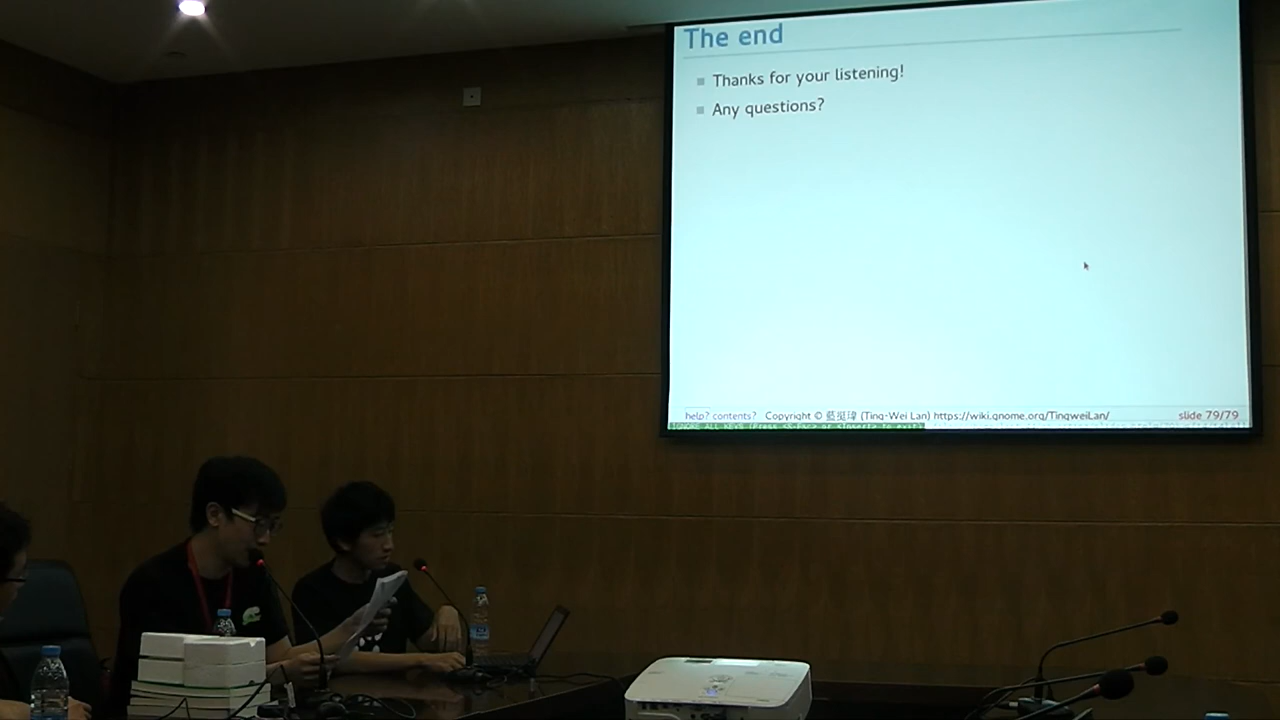 The end
Thanks for your listening!
Any questions?
help? contents? Copyright © 藍挺瑋 (Ting-Wei Lan) https://wiki.gnome.org/TingweiLan/ slide 79/79